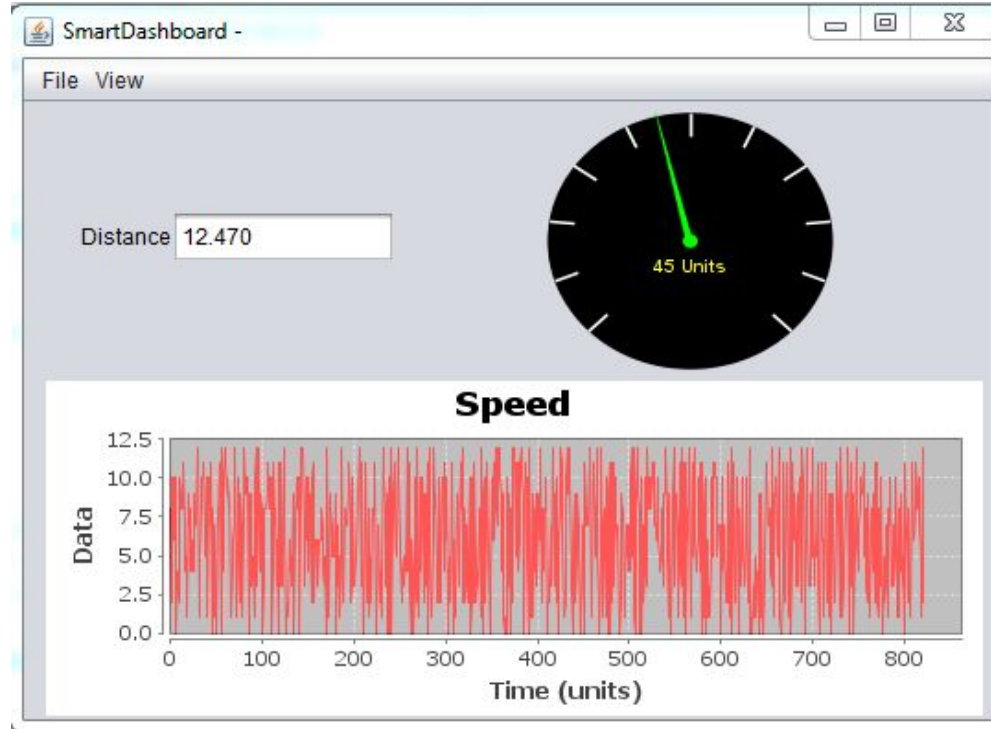 SmartDashboard -
File View
Distance 12.470
45 Units
Speed
12.5
10.0
7.5
5.0
2.5
0.0
Data
0 100 200 300 400 500 600 700 800
Time (units)